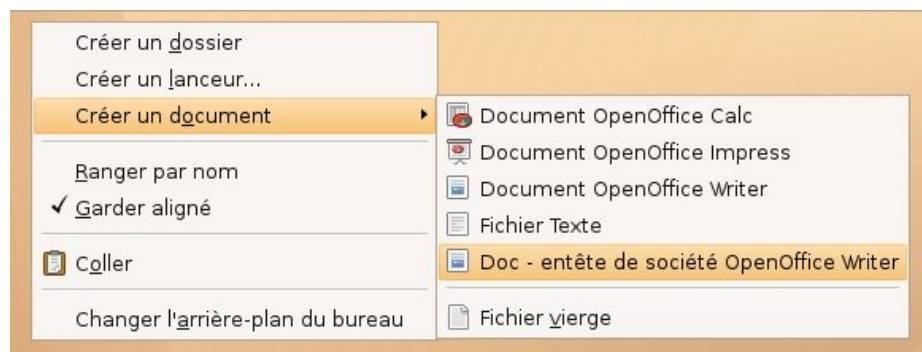 Créer un dossier
Créer un lanceur...
Créer un document
Ranger par nom
Garder aligné
Coller
Changer l'arrière-plan du bureau
Document OpenOffice Calc
Document OpenOffice Impress
Document OpenOffice Writer
Fichier Texte
Doc - entête de société OpenOffice Writer
Fichier vierge